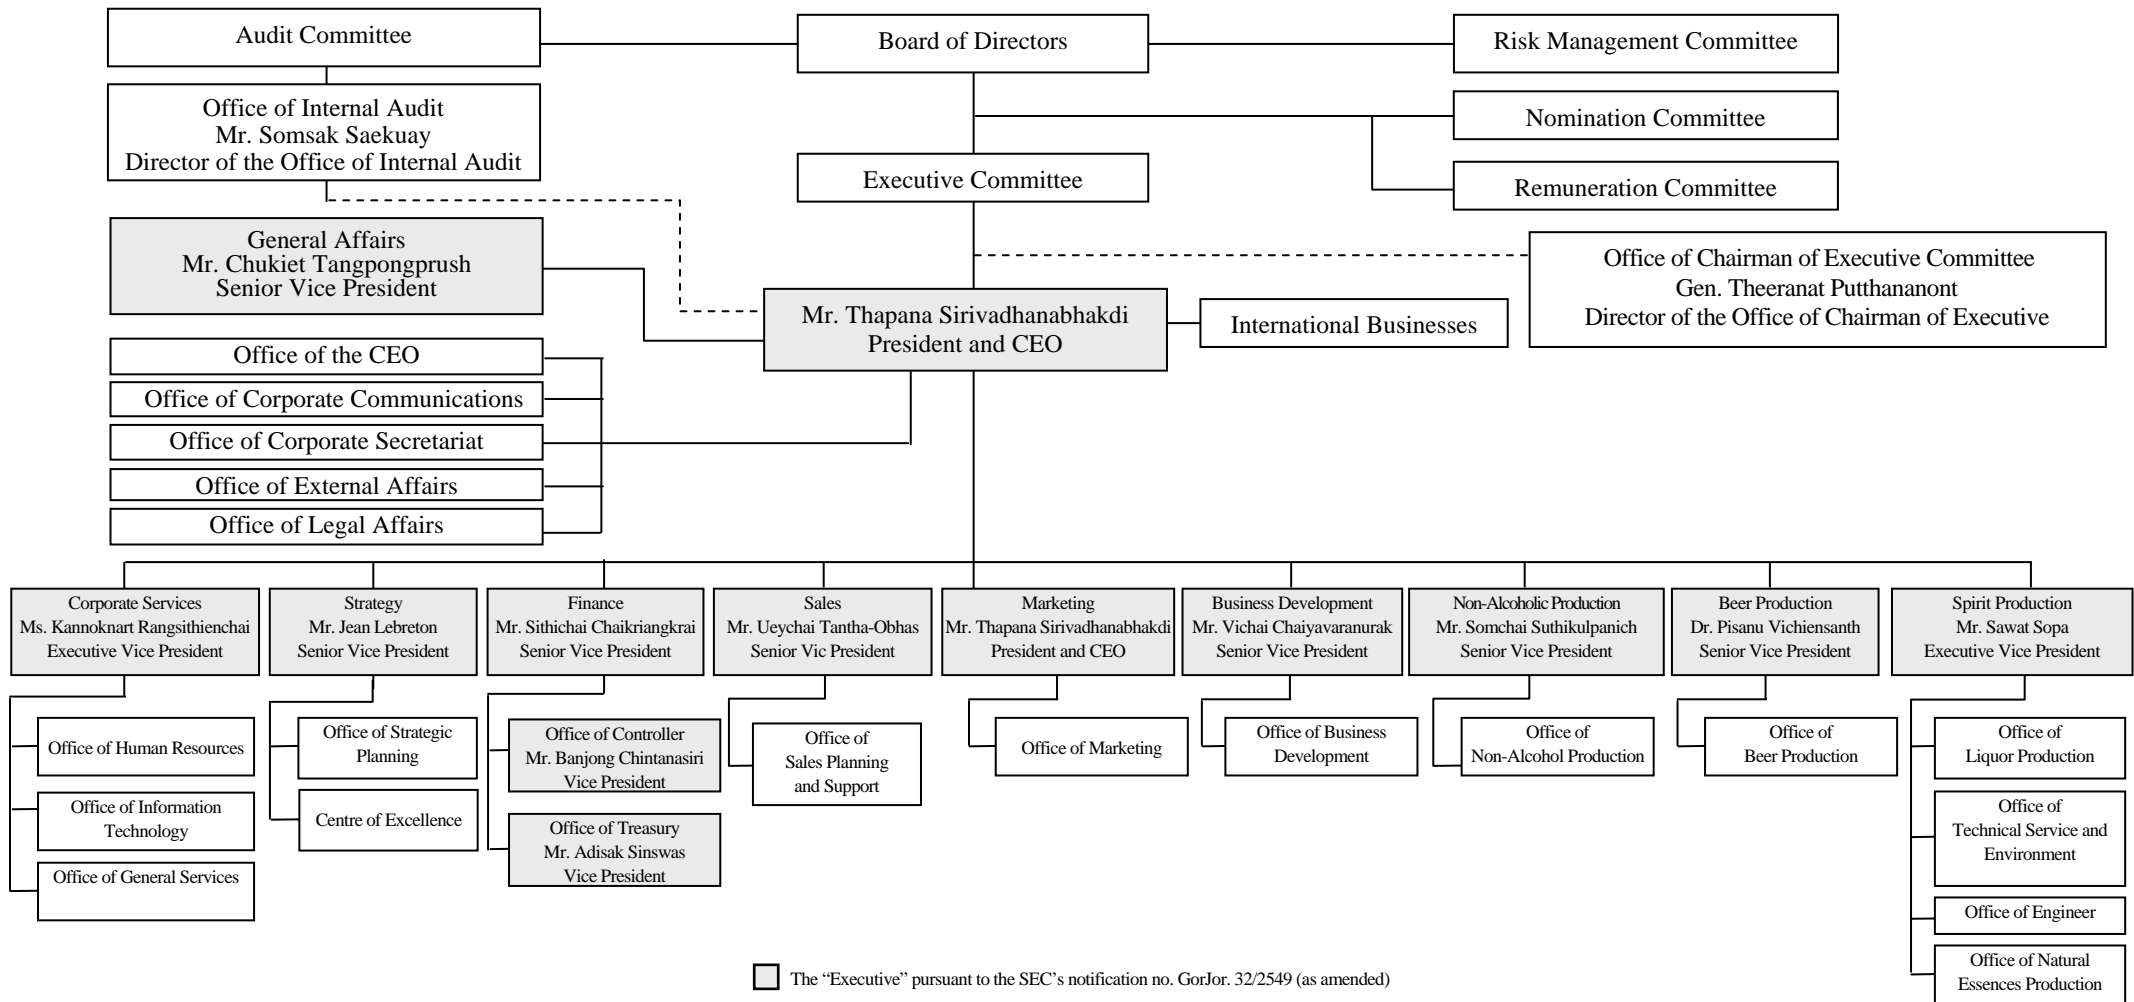 Audit Committee
Board of Directors
Risk Management Committee
Office of Internal Audit
Mr. Somsak Saekuay
Director of the Office of Internal Audit
Nomination Committee
Executive Committee
Remuneration Committee
General Affairs
Mr. Chukiet Tangpongprush
Senior Vice President
Office of Chairman of Executive Committee
Gen. Theeranat Putthananont
Director of the Office of Chairman of Executive
Mr. Thapana Sirivadhanabhakdi
President and CEO
International Businesses
Office of the CEO
Office of Corporate Communications
Office of Corporate Secretariat
Office of External Affairs
Office of Legal Affairs
Corporate Services
Ms. Kannoknart Rangsithienchai
Executive Vice President
Strategy
Mr. Jean Lebreton
Senior Vice President
Finance
Mr. Sithichai Chaikriangkrai
Senior Vice President
Sales
Mr. Ueychai Tantha-Obhas
Senior Vic President
Marketing
Mr. Thapana Sirivadhanabhakdi
President and CEO
Business Development
Mr. Vichai Chaiyavaranurak
Senior Vice President
Non-Alcoholic Production
Mr. Somchai Suthikulpanich
Senior Vice President
Beer Production
Dr. Pisanu Vichiensanth
Senior Vice President
Spirit Production
Mr. Sawat Sopa
Executive Vice President
Office of Human Resources
Office of Information
Technology
Office of General Services
Office of Strategic
Planning
Centre of Excellence
Office of Controller
Mr. Banjong Chintanasiri
Vice President
Office of Treasury
Mr. Adisak Sinswas
Vice President
Office of
Sales Planning
and Support
Office of Marketing
Office of Business
Development
Office of
Non-Alcohol Production
Office of
Beer Production
Office of
Liquor Production
Office of
Technical Service and
Environment
Office of Engineer
Office of Natural
Essences Production
The “Executive” pursuant to the SEC’s notification no. GorJor. 32/2549 (as amended)